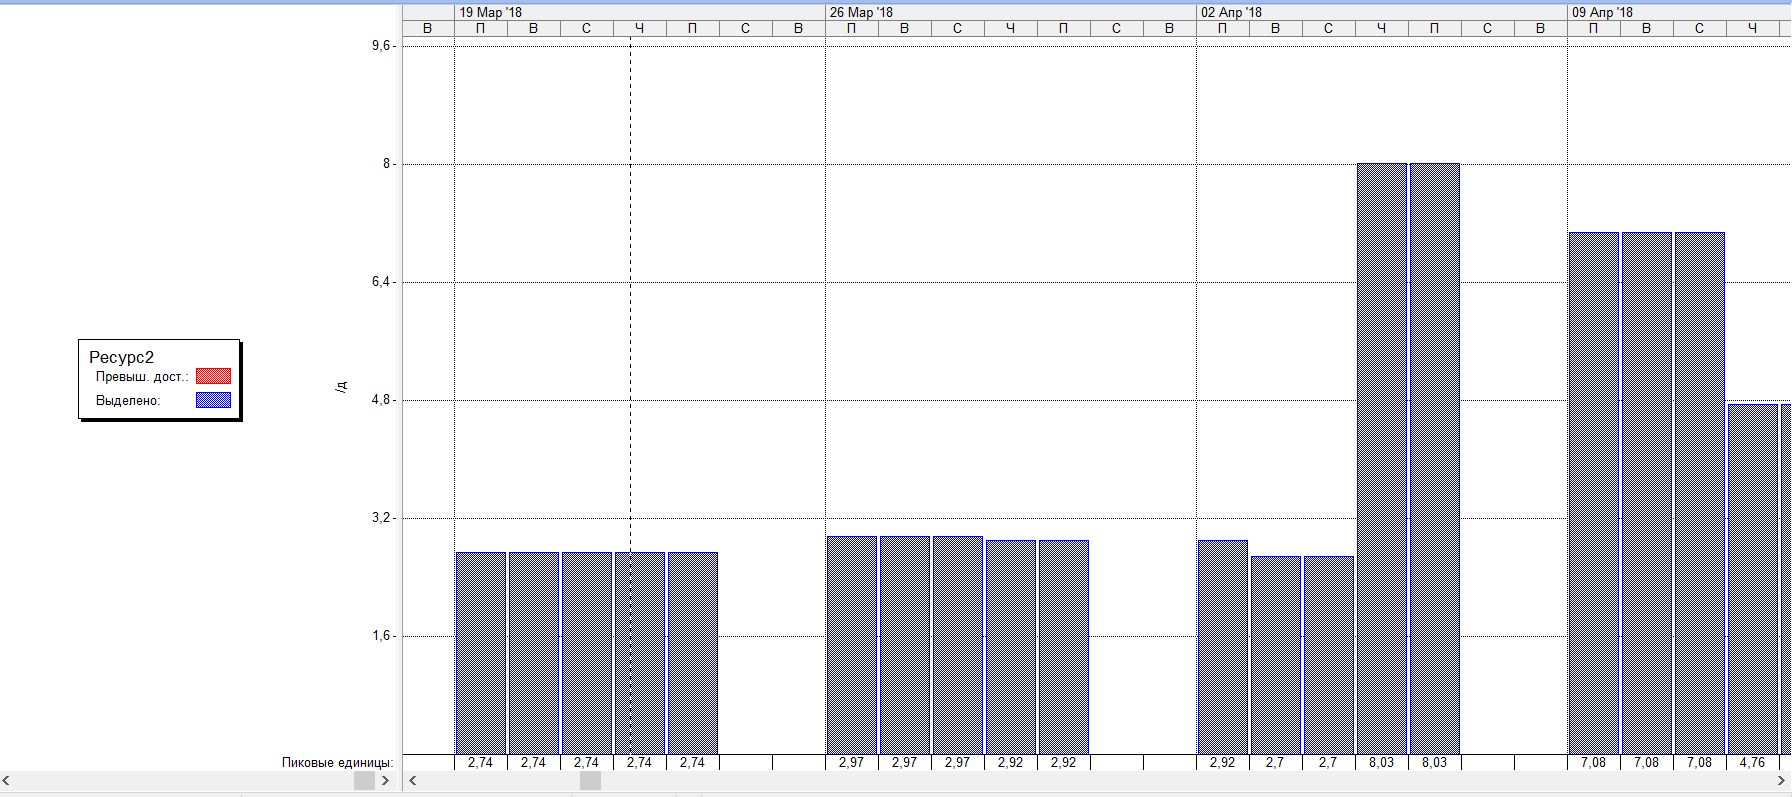 19 Мар '18 26 Мар '18 02 Апр '18 09 Апр '18
В П В С Ч П С В П В С Ч П С В П В С Ч П С В П В С Ч
9,6
8
6,4
4,8
3,2
1,6
/д
Ресурс2
Превыш. дост.:
Выделено:
Пиковые единицы: 2,74 2,74 2,74 2,74 2,74 2,97 2,97 2,97 2,92 2,92 2,92 2,7 2,7 8,03 8,03 7,08 7,08 7,08 4,76